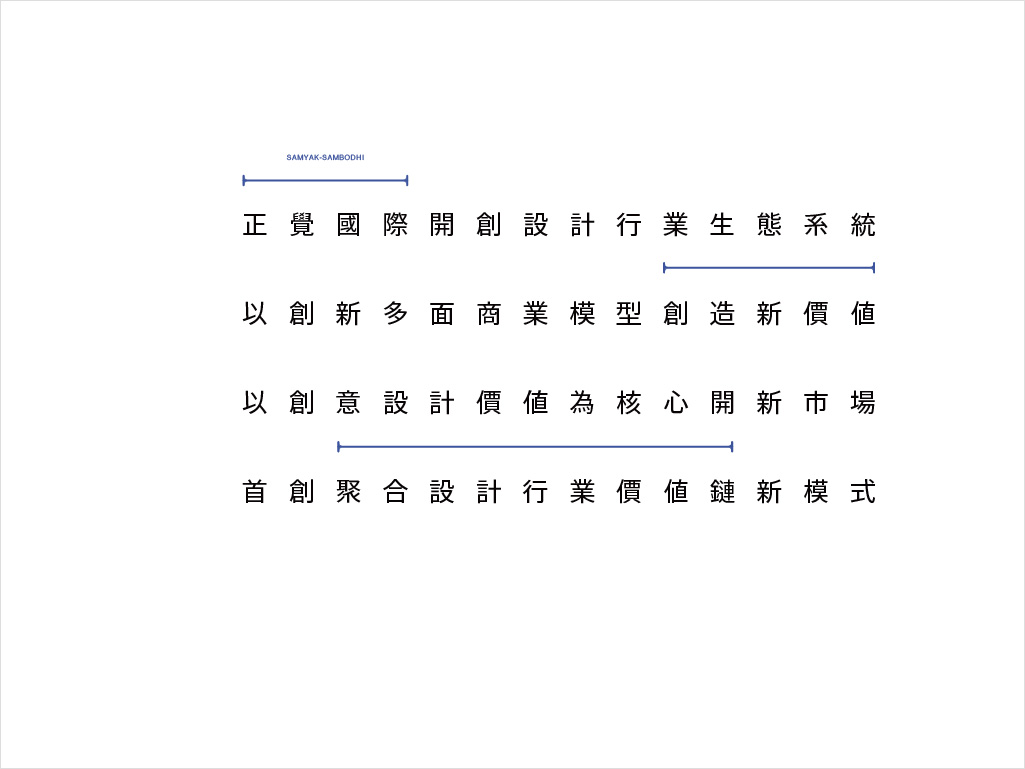 SAMYAK-SAMBODHI
正覺國際開創設計行業生態系統
以創新多面商業模型創造新價值
以創意設計價值為核心開新市場
首創聚合設計行業價值鏈新模式